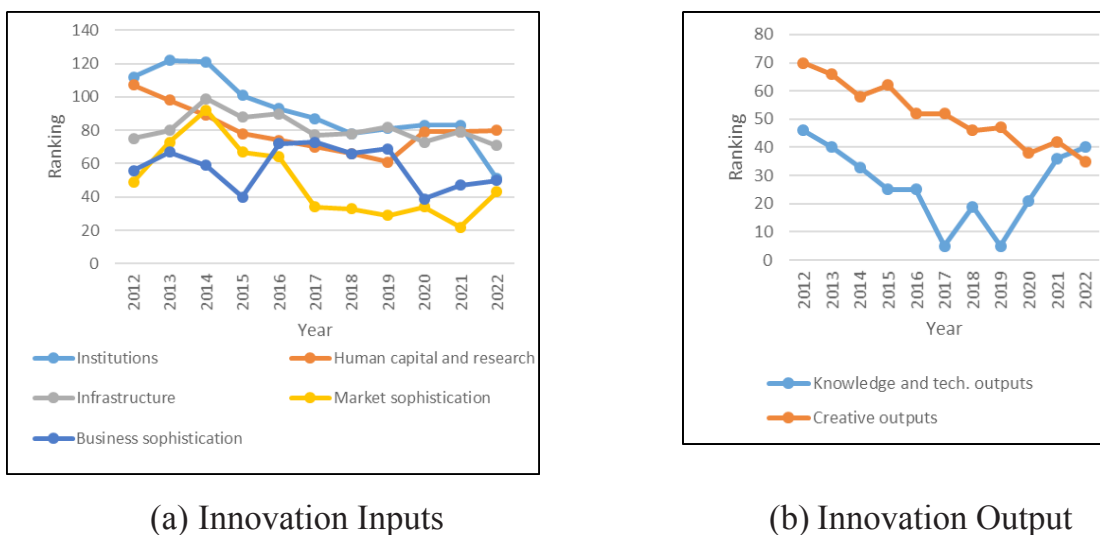 140
120
100
80
60
40
20
0
Ranking
2012 2013 2014 2015 2016 2017 2018 2019 2020 2021 2022
Year
Institutions Human capital and research
Infrastructure Market sophistication
Business sophistication
(a) Innovation Inputs
80
70
60
50
40
30
20
10
0
Ranking
2012 2013 2014 2015 2016 2017 2018 2019 2020 2021 2022
Year
Knowledge and tech. outputs
Creative outputs
(b) Innovation Output